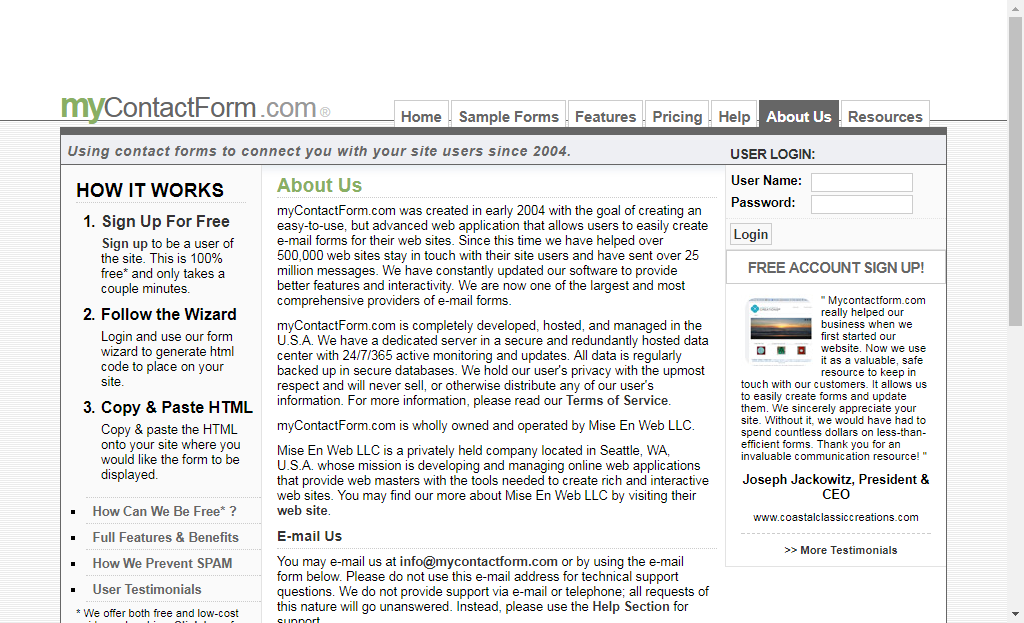 myContactForm.com®
Home
Sample Forms
Features
Pricing
Help
About Us
Resources
Using contact forms to connect you with your site users since 2004.
HOW IT WORKS
1. Sign Up For Free
Sign up to be a user of
the site. This is 100%
free* and only takes a
couple minutes.
2. Follow the Wizard
Login and use our form
wizard to generate html
code to place on your
site.
3. Copy & Paste HTML
Copy & paste the HTML
onto your site where you
would like the form to be
displayed.
How Can We Be Free* ?
Full Features & Benefits
How We Prevent SPAM
User Testimonials
* We offer both free and low-cost
About Us
myContactForm.com was created in early 2004 with the goal of creating an
easy-to-use, but advanced web application that allows users to easily create
e-mail forms for their web sites. Since this time we have helped over
500,000 web sites stay in touch with their site users and have sent over 25
million messages. We have constantly updated our software to provide
better features and interactivity. We are now one of the largest and most
comprehensive providers of e-mail forms.
myContactForm.com is completely developed, hosted, and managed in the
U.S.A. We have a dedicated server in a secure and redundantly hosted data
center with 24/7/365 active monitoring and updates. All data is regularly
backed up in secure databases. We hold our user's privacy with the upmost
respect and will never sell, or otherwise distribute any of our user's
information. For more information, please read our Terms of Service.
myContactForm.com is wholly owned and operated by Mise En Web LLC.
Mise En Web LLC is a privately held company located in Seattle, WA,
U.S.A. whose mission is developing and managing online web applications
that provide web masters with the tools needed to create rich and interactive
web sites. You may find our more about Mise En Web LLC by visiting their
web site.
E-mail Us
You may e-mail us at info@mycontactform.com or by using the e-mail
form below. Please do not use this e-mail address for technical support
questions. We do not provide support via e-mail or telephone; all requests of
this nature will go unanswered. Instead, please use the Help Section for
support.
USER LOGIN:
User Name:
Password:
Login
FREE ACCOUNT SIGN UP!
" Mycontactform.com
really helped our
business when we
first started our
website. Now we use
it as a valuable, safe
resource to keep in
touch with our customers. It allows us
to easily create forms and update
them. We sincerely appreciate your
site. Without it, we would have had to
spend countless dollars on less-than-
efficient forms. Thank you for an
invaluable communication resource! "
Joseph Jackowitz, President &
CEO
www.coastalclassiccreations.com
>> More Testimonials